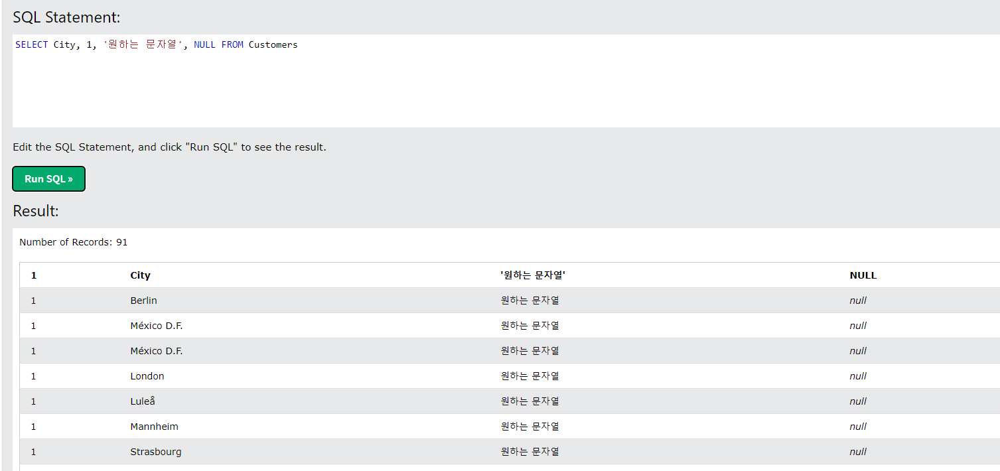 SQL Statement:
SELECT City, 1, '원하는 문자열', NULL FROM Customers
Edit the SQL Statement, and click "Run SQL" to see the result.
Run SQL »
Result:
Number of Records: 91
1 City '원하는 문자열' NULL
1 Berlin 원하는 문자열 null
1 México D.F. 원하는 문자열 null
1 México D.F. 원하는 문자열 null
1 London 원하는 문자열 null
1 Luleå 원하는 문자열 null
1 Mannheim 원하는 문자열 null
1 Strasbourg 원하는 문자열 null